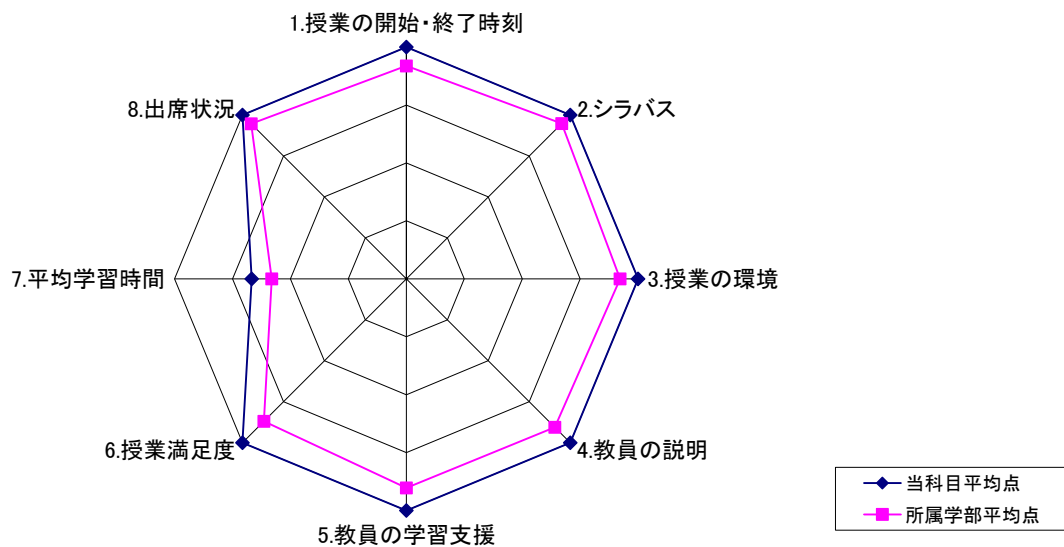 1.授業の開始・終了時刻
2.シラバス
3.授業の環境
4.教員の説明
5.教員の学習支援
6.授業満足度
7.平均学習時間
8.出席状況
当科目平均点
所属学部平均点